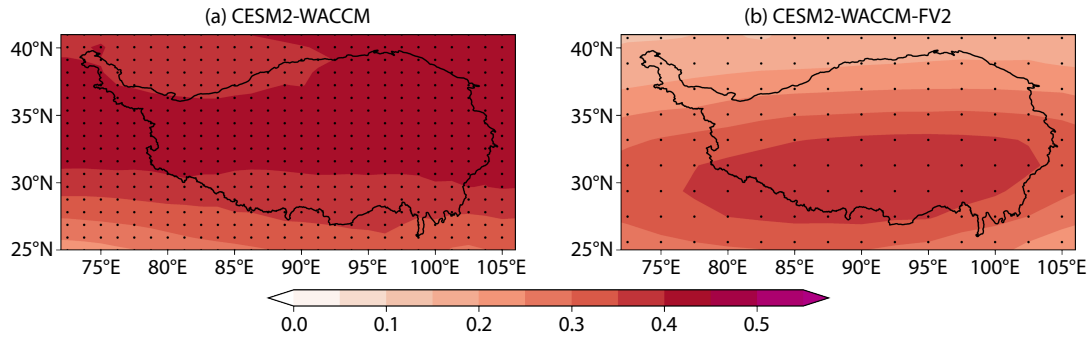 (a) CESM2-WACCM (b) CESM2-WACCM-FV2
40°N 40°N
35°N 35°N
30°N 30°N
25°N 25°N
75°E 80°E 85°E 90°E 95°E 100°E 105°E 75°E 80°E 85°E 90°E 95°E 100°E 105°E
0.0 0.1 0.2 0.3 0.4 0.5